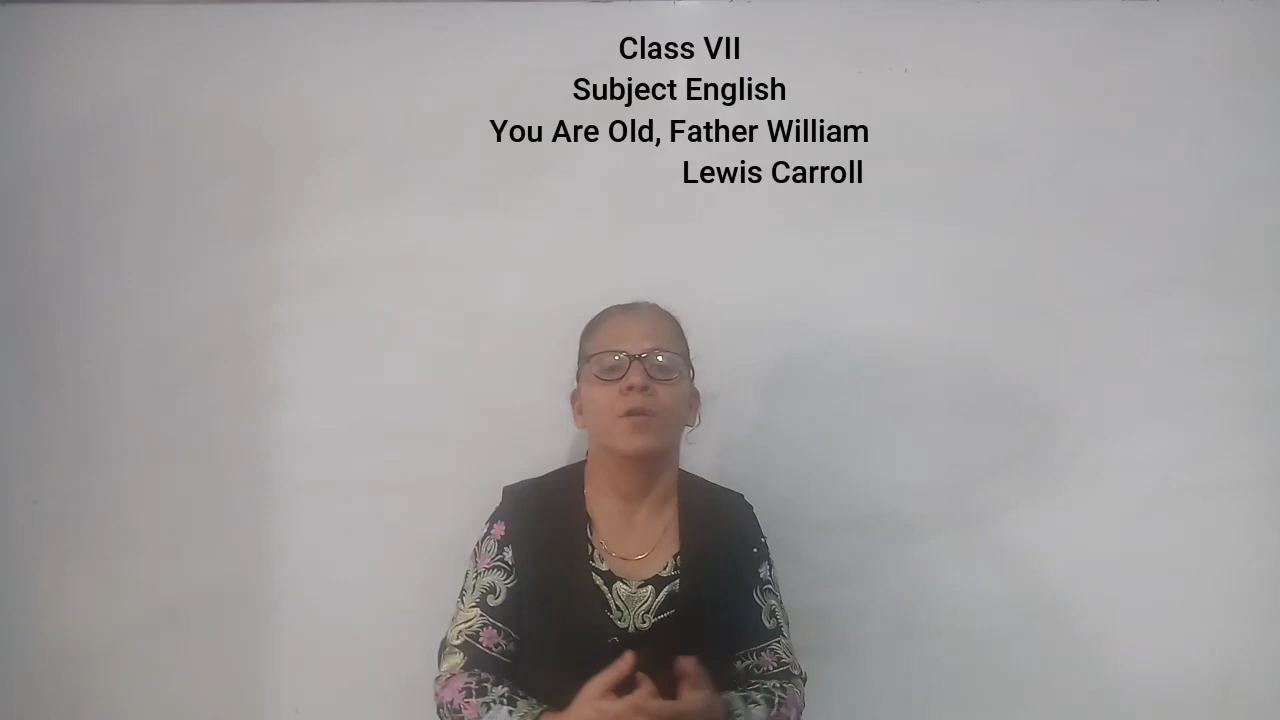 Class VII
Subject English
You Are Old, Father William
Lewis Carroll